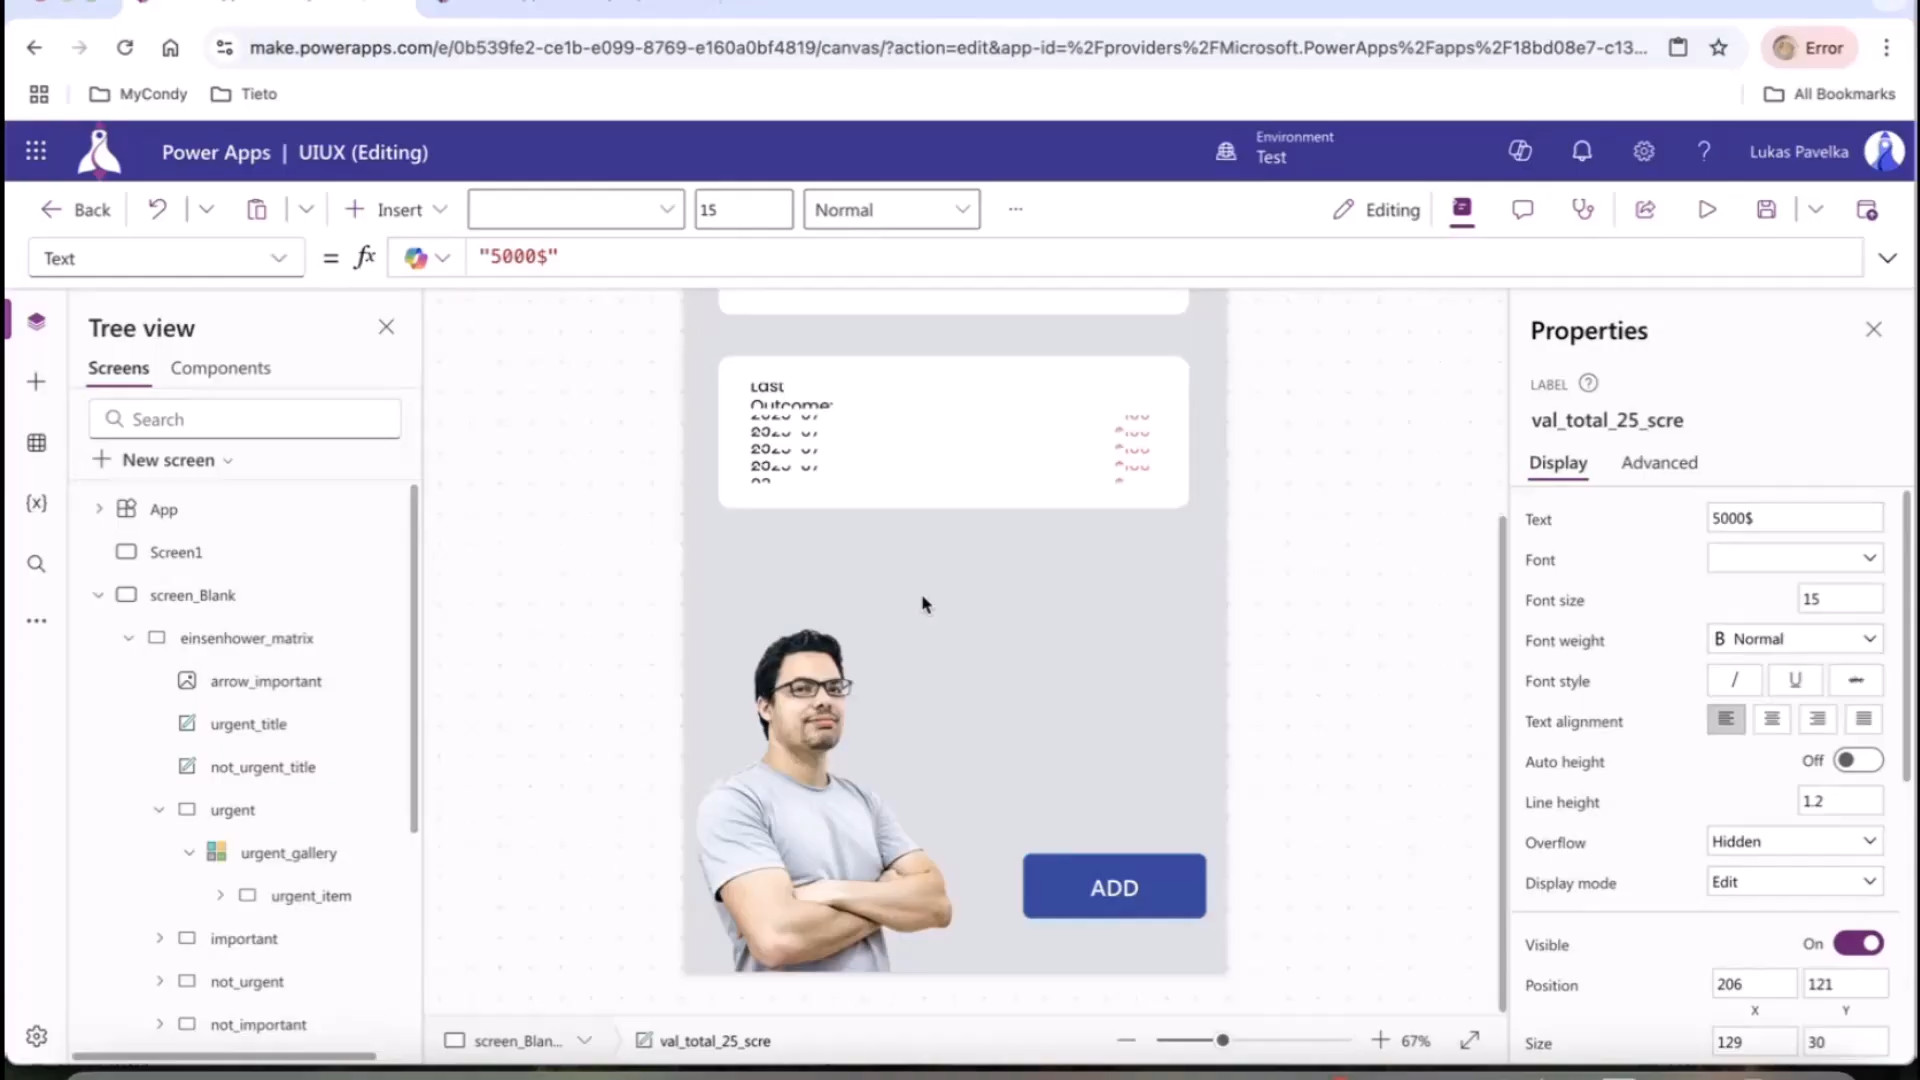 make.powerapps.com/e/0b539fe2-ce1b-e099-8769-e160a0bf4819/canvas/?action=edit&app-id=%2Fproviders%2FMicrosoft.PowerApps%2Fapps%2F18bd08e7-c13...
Error
MyCondy
Tieto
All Bookmarks
Power Apps | UIUX (Editing)
Environment
Test
Lukas Pavelka
Back
Insert
15
Normal
...
Editing
Text
= fx
"5000$"
Tree view
Screens
Components
Search
New screen
App
Screen1
screen_Blank
einsenhower_matrix
arrow_important
urgent_title
not_urgent_title
urgent
urgent_gallery
urgent_item
important
not_urgent
not_important
Last
Outcome:
ADD
screen_Blan...
val_total_25_scre
67%
Properties
LABEL
val_total_25_scre
Display
Advanced
Text
5000$
Font
Font size
15
Font weight
B Normal
Font style
/
U
Text alignment
Auto height
Off
Line height
1.2
Overflow
Hidden
Display mode
Edit
Visible
On
Position
206
121
X
Y
Size
129
30